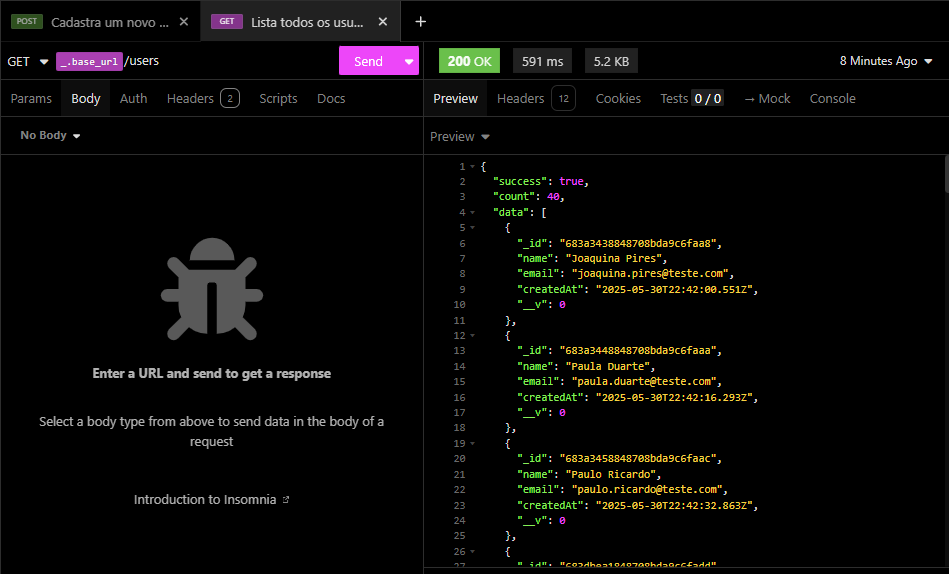 POST Cadastra um novo ...
GET Lista todos os usu...
GET _.base_url /users
Send
200 OK
591 ms
5.2 KB
8 Minutes Ago
Params Body Auth Headers 2 Scripts Docs
Preview Headers 12 Cookies Tests 0 / 0 → Mock Console
No Body
Preview
Enter a URL and send to get a response
Select a body type from above to send data in the body of a
request
Introduction to Insomnia
1 {
2 "success": true,
3 "count": 40,
4 "data": [
5 {
6 "_id": "683a3438848708bda9c6faa8",
7 "name": "Joaquina Pires",
8 "email": "joaquina.pires@teste.com",
9 "createdAt": "2025-05-30T22:42:00.551Z",
10 "__v": 0
11 },
12 {
13 "_id": "683a3448848708bda9c6faaa",
14 "name": "Paula Duarte",
15 "email": "paula.duarte@teste.com",
16 "createdAt": "2025-05-30T22:42:16.293Z",
17 "__v": 0
18 },
19 {
20 "_id": "683a3458848708bda9c6faac",
21 "name": "Paulo Ricardo",
22 "email": "paulo.ricardo@teste.com",
23 "createdAt": "2025-05-30T22:42:32.863Z",
24 "__v": 0
25 },
26 {
27 "_id":